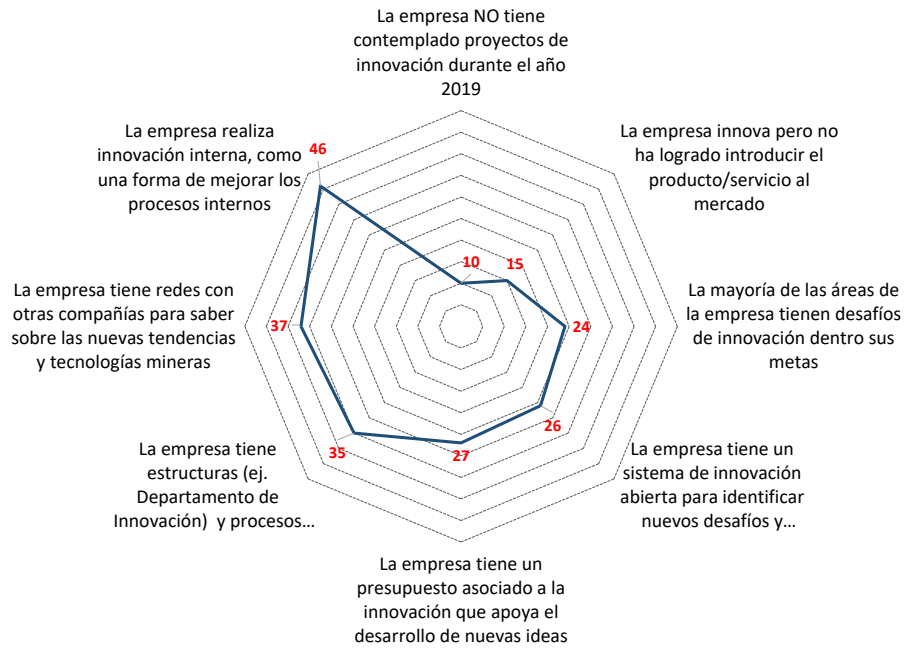 La empresa NO tiene
contemplado proyectos de
innovación durante el año
2019
La empresa innova pero no
ha logrado introducir el
producto/servicio al
mercado
La mayoría de las áreas de
la empresa tienen desafíos
de innovación dentro sus
metas
La empresa tiene un
sistema de innovación
abierta para identificar
nuevos desafíos y...
La empresa tiene un
presupuesto asociado a la
innovación que apoya el
desarrollo de nuevas ideas
La empresa tiene
estructuras (ej.
Departamento de
Innovación)  y procesos...
La empresa tiene redes con
otras compañías para saber
sobre las nuevas tendencias
y tecnologías mineras
La empresa realiza
innovación interna, como
una forma de mejorar los
procesos internos
10
15
24
26
27
35
37
46